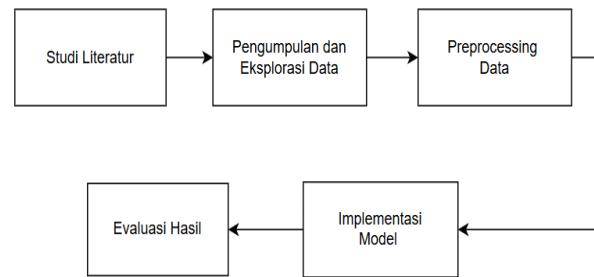 Studi Literatur
Pengumpulan dan
Eksplorasi Data
Preprocessing
Data
Implementasi
Model
Evaluasi Hasil